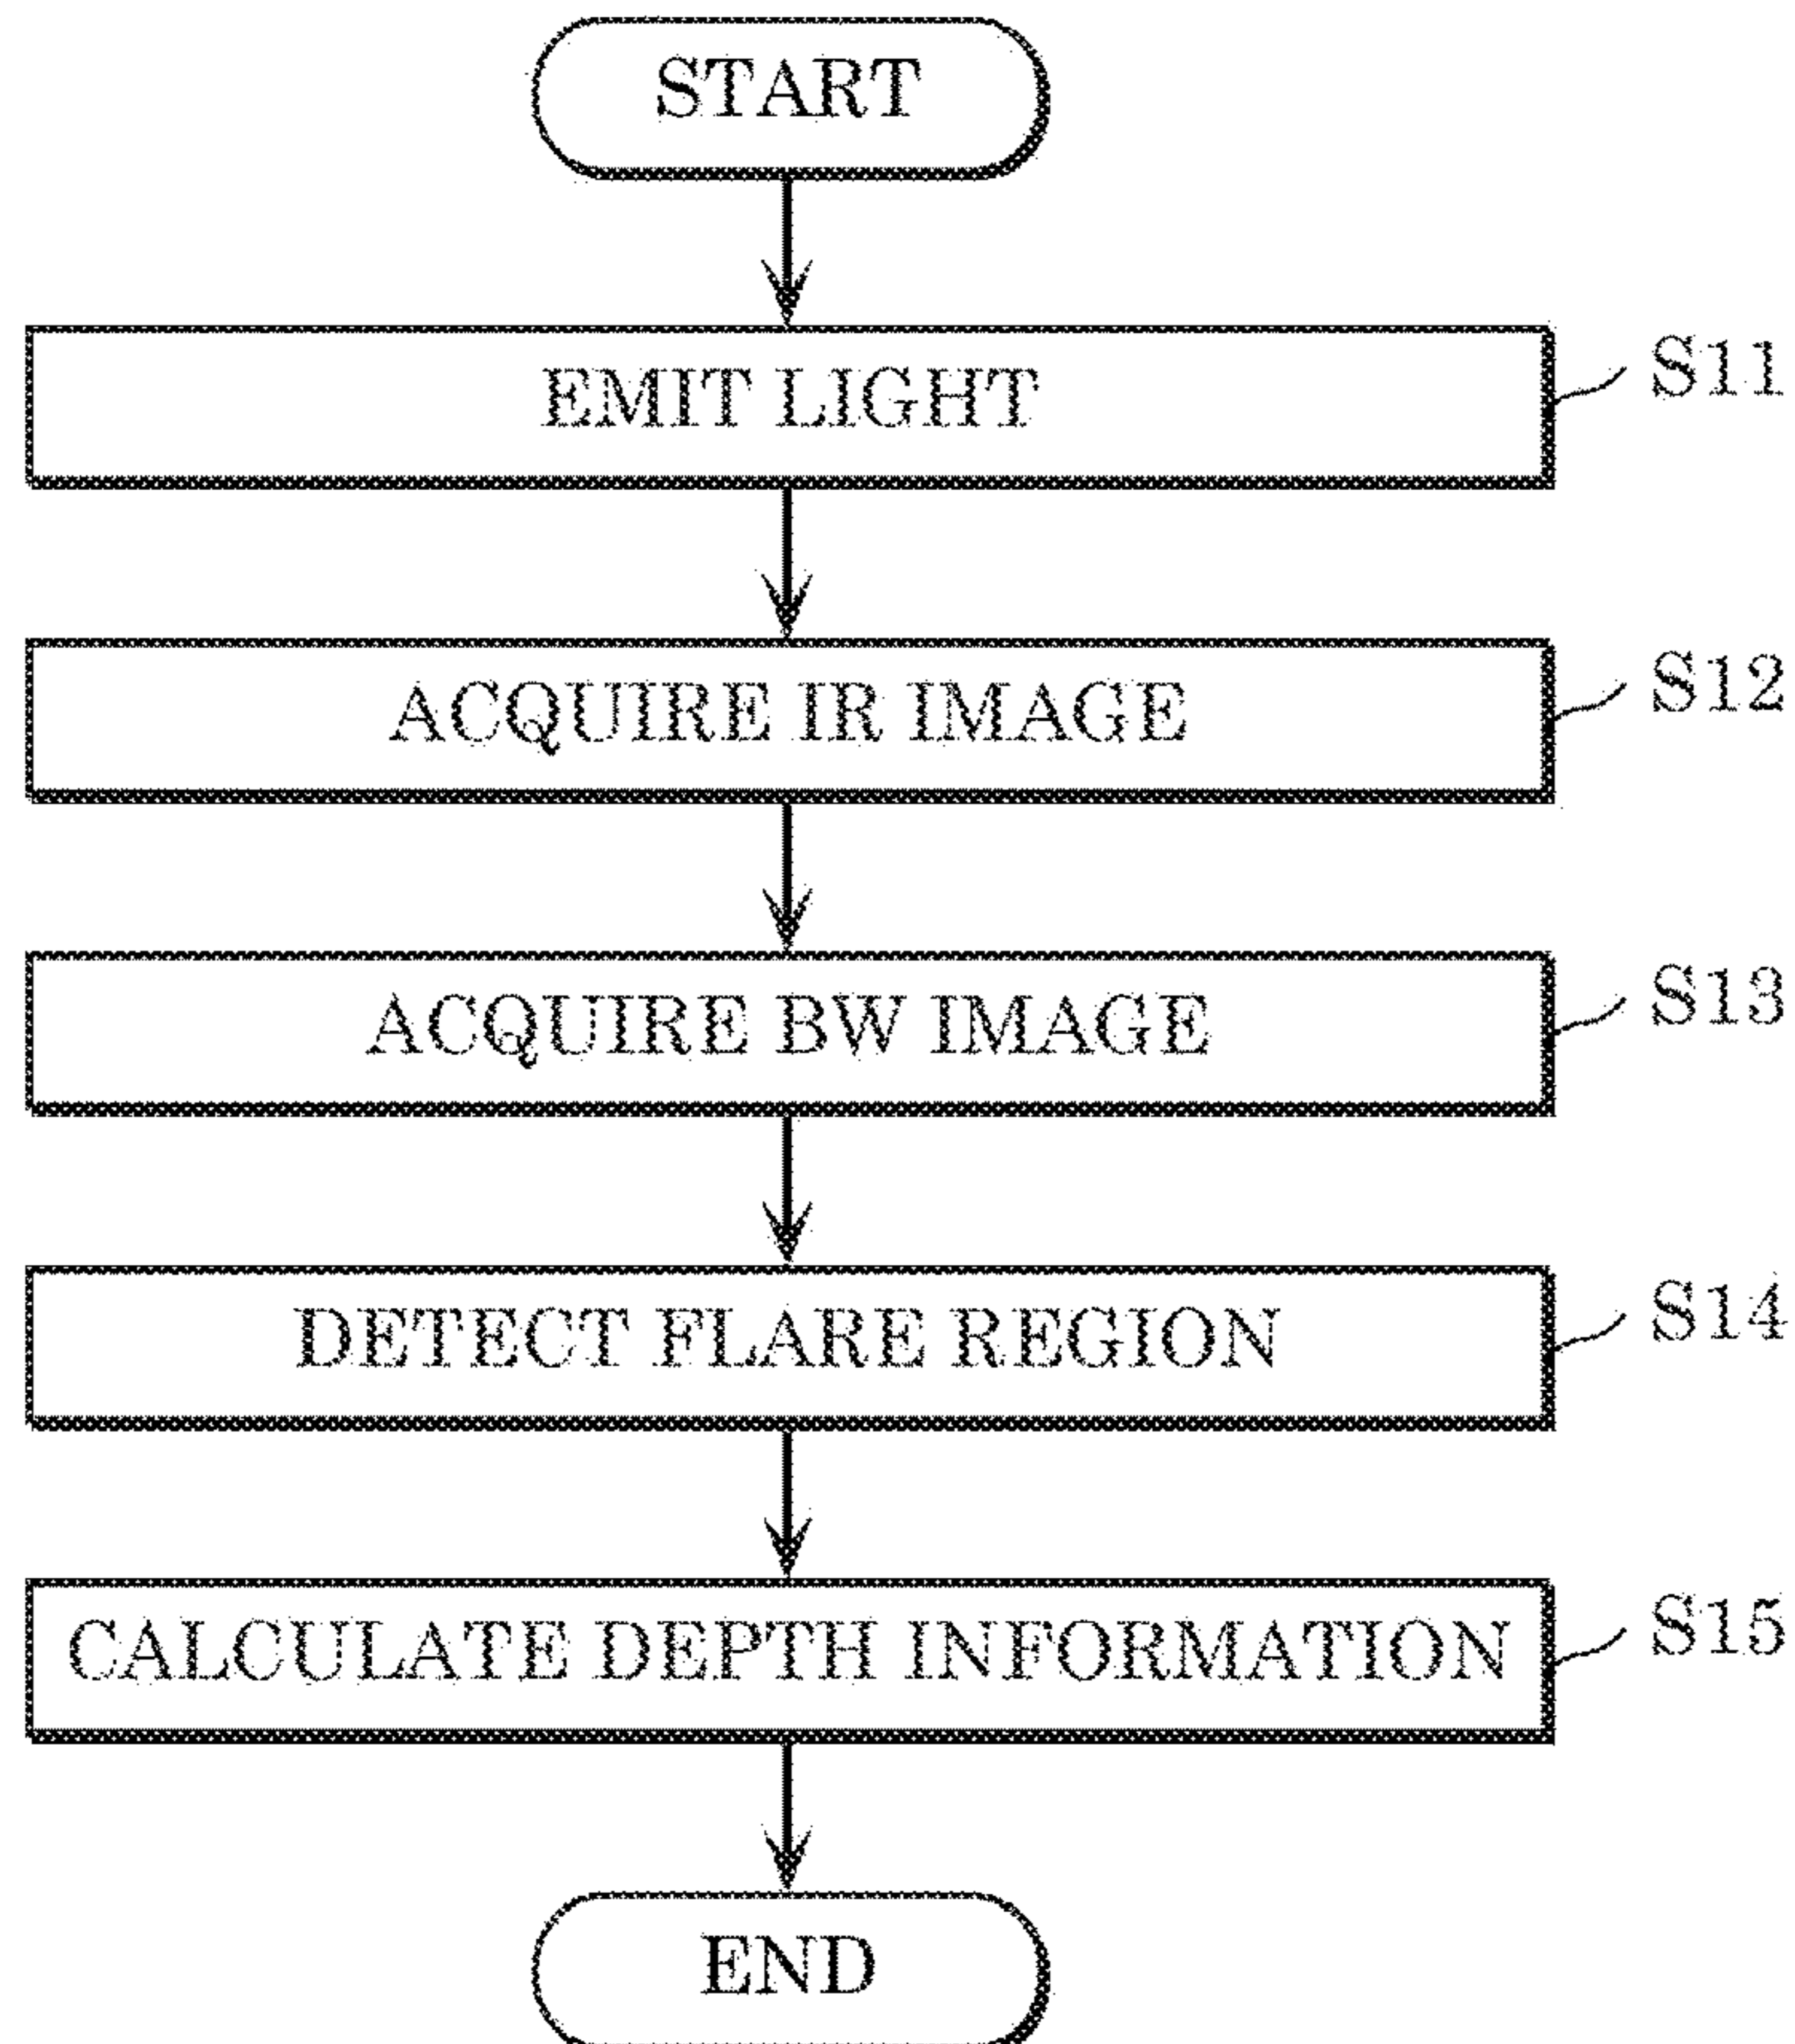 START
EMIT LIGHT
S11
ACQUIRE IR IMAGE
S12
ACQUIRE BW IMAGE
S13
DETECT FLARE REGION
S14
CALCULATE DEPTH INFORMATION
S15
END